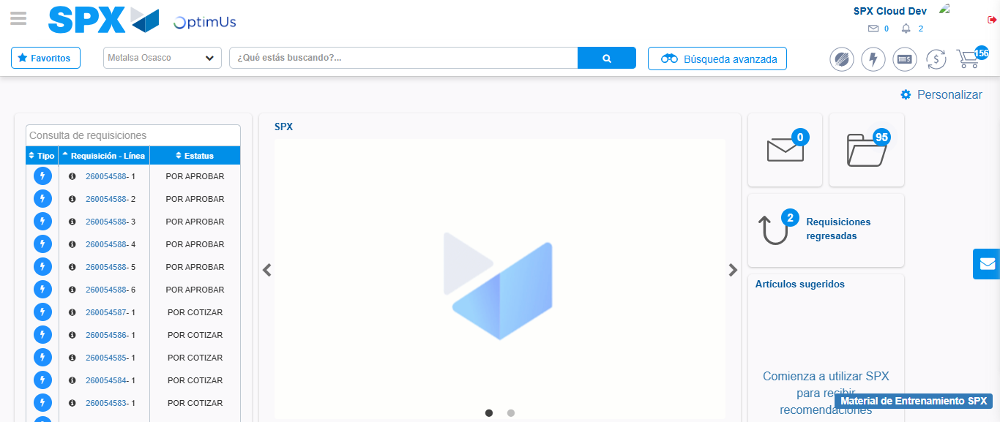 SPX OptimUs
SPX Cloud Dev
0 2
Favoritos
Metalsa Osasco
¿Qué estás buscando?...
Búsqueda avanzada
156
Personalizar
Consulta de requisiciones
Tipo Requisición - Línea Estatus
260054588- 1 POR APROBAR
260054588- 2 POR APROBAR
260054588- 3 POR APROBAR
260054588- 4 POR APROBAR
260054588- 5 POR APROBAR
260054588- 6 POR APROBAR
260054587- 1 POR COTIZAR
260054586- 1 POR COTIZAR
260054585- 1 POR COTIZAR
260054584- 1 POR COTIZAR
260054583- 1 POR COTIZAR
SPX
0
95
2
Requisiciones
regresadas
Artículos sugeridos
Comienza a utilizar SPX
para recibir
recomendaciones
Material de Entrenamiento SPX